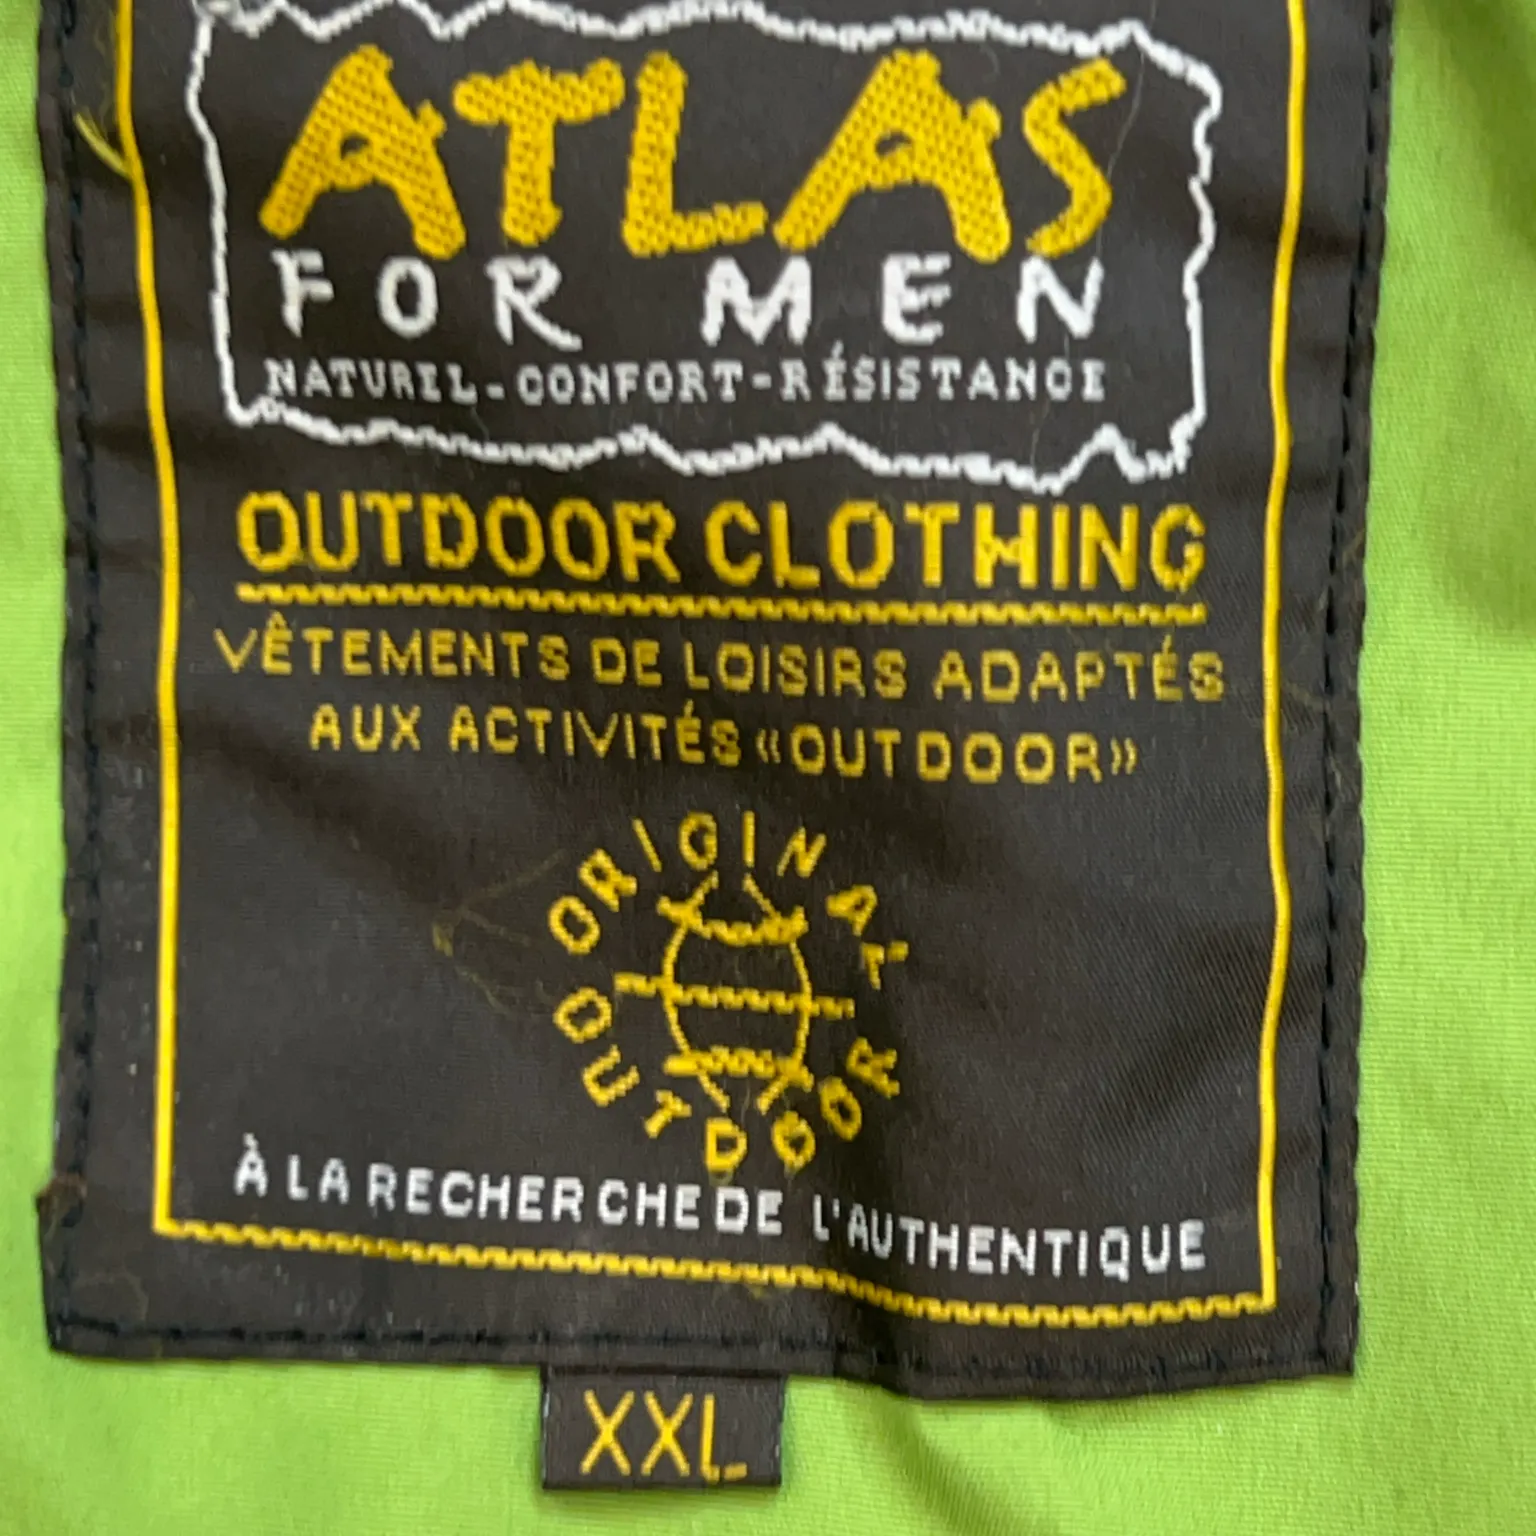 ATLAS
FOR MEN
NATUREL-CONFORT-RÉSISTANCE
OUTDOOR CLOTHING
VÊTEMENTS DE LOISIRS ADAPTÉS
AUX ACTIVITÉS «OUTDOOR»
ORIGINAL
OUTDOOR
À LA RECHERCHE DE L'AUTHENTIQUE
XXL